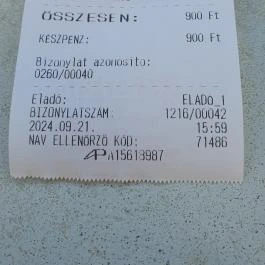 ÖSSZESEN: 900 Ft
KÉSZPÉNZ: 900 Ft
Bizonylat azonosító:
0260/00040
Eladó: ELADO_1
BIZONYLATSZÁM: 1216/00042
2024.09.21. 15:59
NAV ELLENŐRZŐ KÓD: 71486
AP A15618987